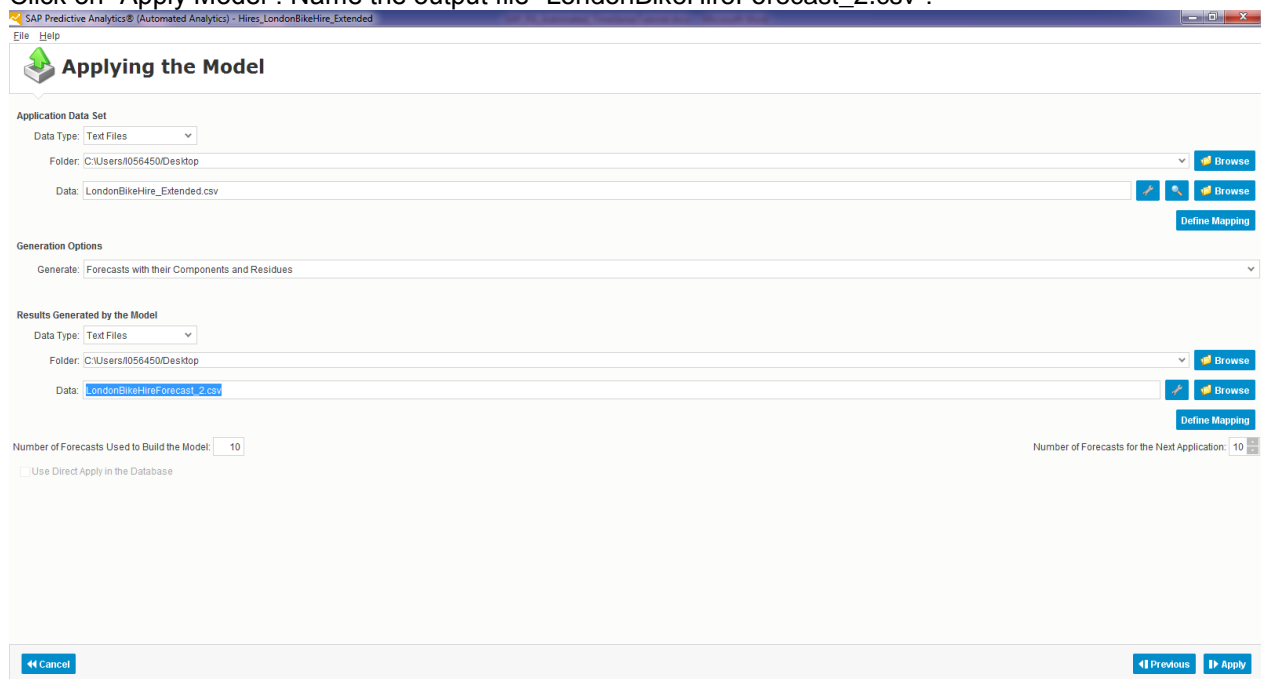 Click on "Apply Model". Name the output file "LondonBikeHireForecast_2.csv".
SAP Predictive Analytics® (Automated Analytics) - Hires_LondonBikeHire_Extended
File Help
Applying the Model
Application Data Set
Data Type: Text Files
Folder: C:\Users/I056450/Desktop Browse
Data: LondonBikeHire_Extended.csv Browse
Define Mapping
Generation Options
Generate: Forecasts with their Components and Residues
Results Generated by the Model
Data Type: Text Files
Folder: C:\Users/I056450/Desktop Browse
Data: LondonBikeHireForecast_2.csv Browse
Define Mapping
Number of Forecasts Used to Build the Model: 10 Number of Forecasts for the Next Application: 10
Use Direct Apply in the Database
Cancel Previous Apply